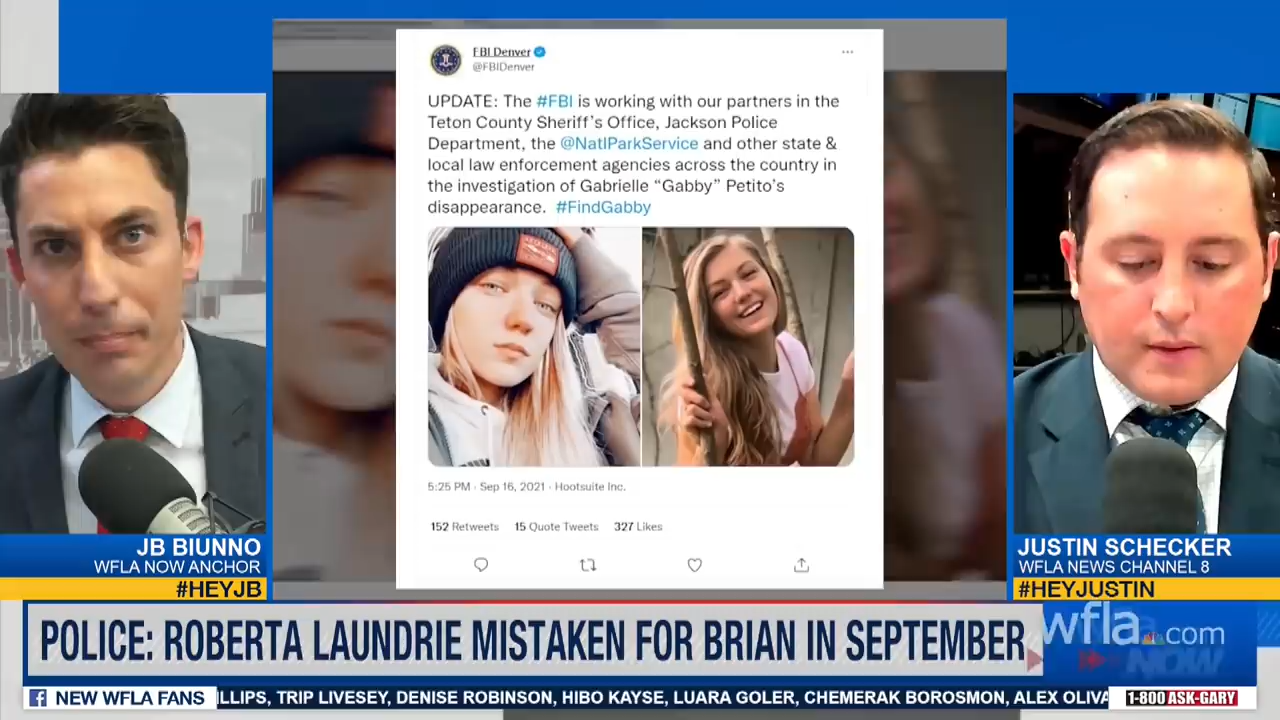 FBI Denver
@FBIDenver
UPDATE: The #FBI is working with our partners in the
Teton County Sheriff's Office, Jackson Police
Department, the @NatlParkService and other state &
local law enforcement agencies across the country in
the investigation of Gabrielle "Gabby" Petito's
disappearance. #FindGabby
5:25 PM · Sep 16, 2021 · Hootsuite Inc.
152 Retweets 15 Quote Tweets 327 Likes
JB BIUNNO
WFLA NOW ANCHOR
#HEYJB
JUSTIN SCHECKER
WFLA NEWS CHANNEL 8
#HEYJUSTIN
POLICE: ROBERTA LAUNDRIE MISTAKEN FOR BRIAN IN SEPTEMBER
wfla.com
NOW
NEW WFLA FANS
ILLIPS, TRIP LIVESEY, DENISE ROBINSON, HIBO KAYSE, LUARA GOLER, CHEMERAK BOROSMON, ALEX OLIVA
1-800 ASK-GARY